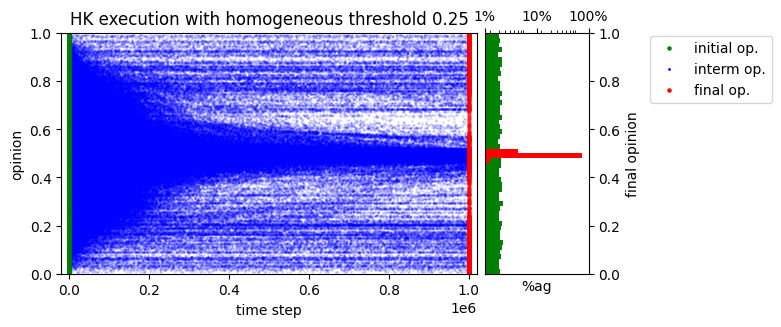 HK execution with homogeneous threshold 0.25
1% 10% 100%
initial op.
interm op.
final op.
opinion
1.0
0.8
0.6
0.4
0.2
0.0
0.0 0.2 0.4 0.6 0.8 1.0
1e6
time step
%ag
1.0
0.8
0.6
0.4
0.2
0.0
final opinion